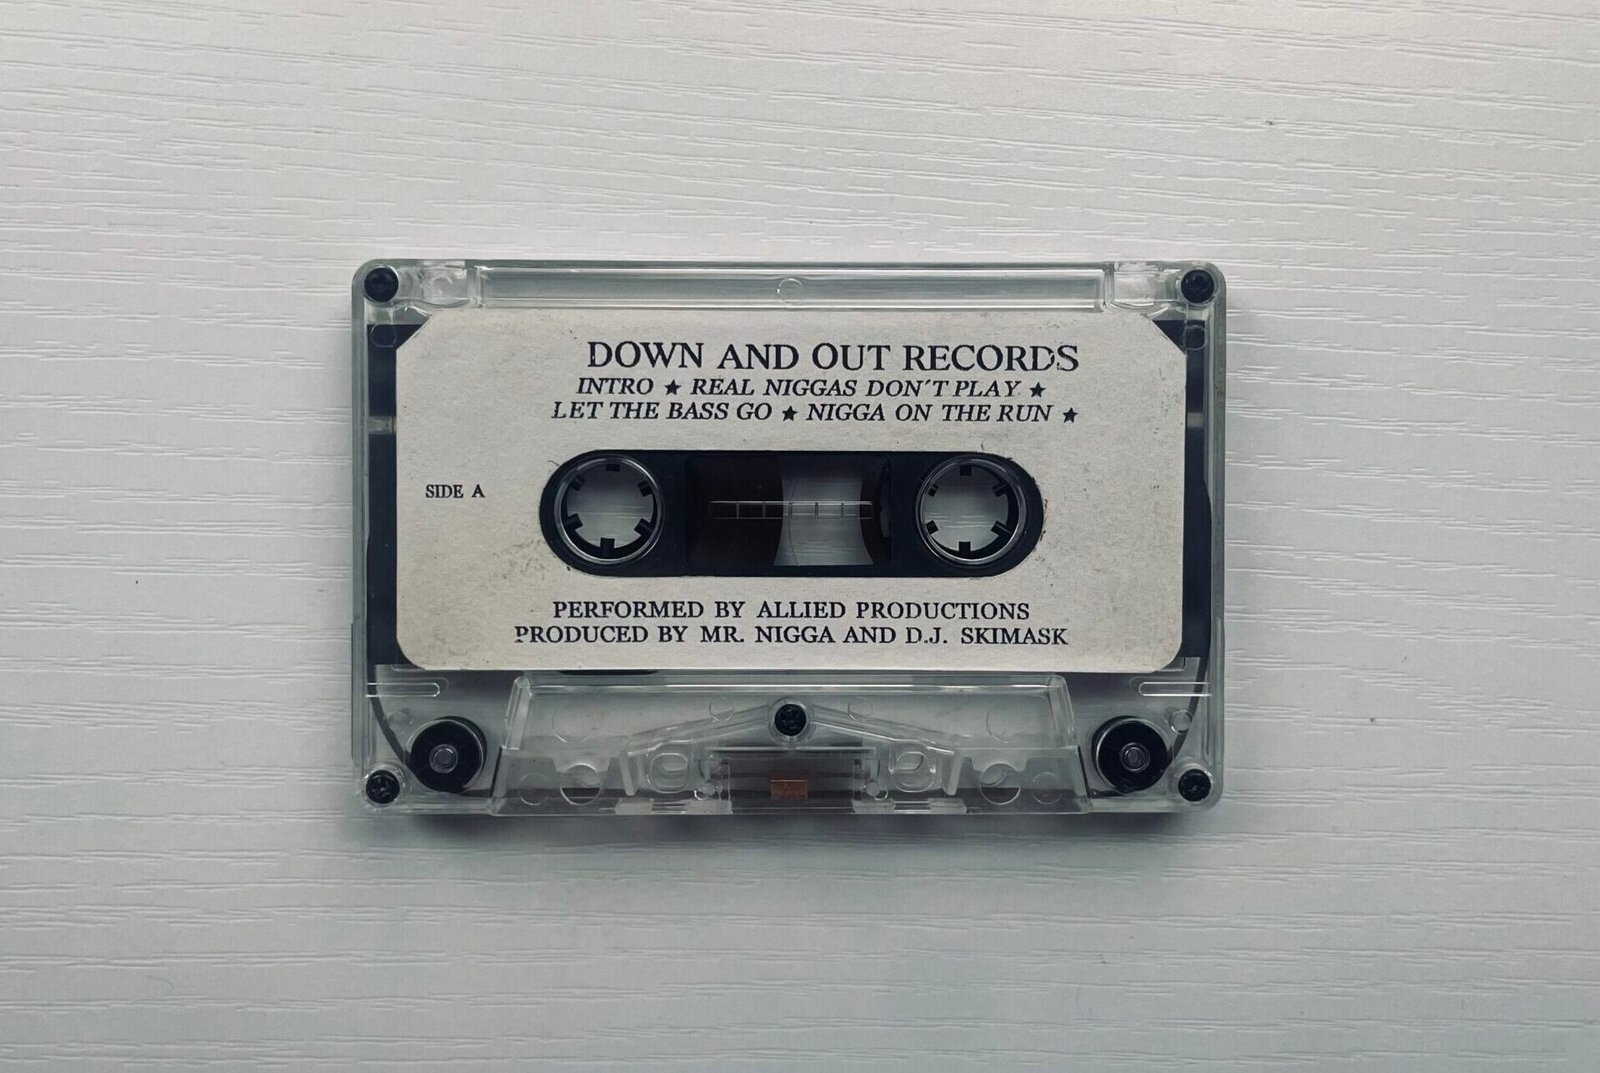 DOWN AND OUT RECORDS
INTRO ★ REAL NIGGAS DON´T PLAY ★
LET THE BASS GO ★ NIGGA ON THE RUN ★
SIDE A
PERFORMED BY ALLIED PRODUCTIONS
PRODUCED BY MR. NIGGA AND D.J. SKIMASK